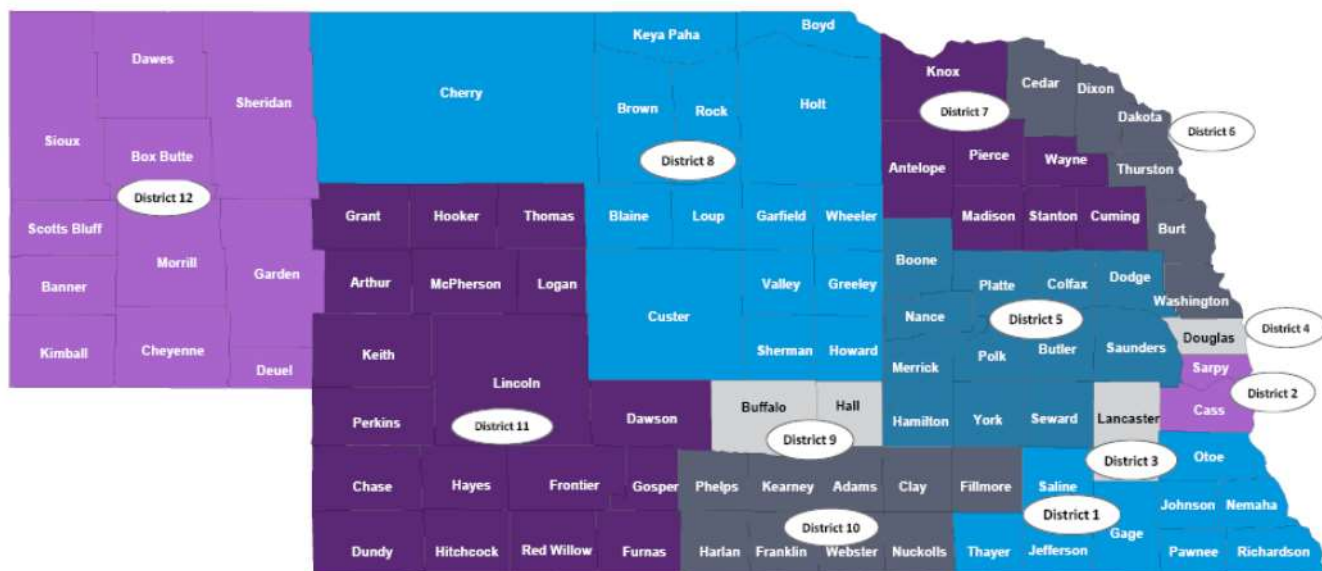 Boyd
Keya Paha
Dawes
Knox
Cedar
Dixon
Cherry
Sheridan
Brown
Rock
Holt
District 7
Dakota
District 6
Sioux
Box Butte
District 8
Pierce
Wayne
Antelope
Thurston
District 12
Grant
Hooker
Thomas
Blaine
Loup
Garfield
Wheeler
Madison
Stanton
Cuming
Scotts Bluff
Burt
Morrill
Garden
Boone
Banner
Arthur
McPherson
Logan
Valley
Greeley
Platte
Colfax
Dodge
Washington
Custer
Nance
District 5
District 4
Douglas
Kimball
Cheyenne
Keith
Sherman
Howard
Polk
Butler
Saunders
Deuel
Merrick
Sarpy
Lincoln
District 2
Buffalo
Hall
Cass
Perkins
District 11
Dawson
Hamilton
York
Seward
Lancaster
District 9
Otoe
District 3
Chase
Hayes
Frontier
Gosper
Phelps
Kearney
Adams
Clay
Fillmore
Saline
Johnson
Nemaha
District 1
District 10
Gage
Dundy
Hitchcock
Red Willow
Furnas
Harlan
Franklin
Webster
Nuckolls
Thayer
Jefferson
Pawnee
Richardson